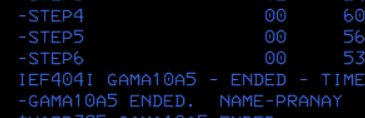 -STEP4 00 60
-STEP5 00 56
-STEP6 00 53
IEF404I GAMA10A5 - ENDED - TIME
-GAMA10A5 ENDED. NAME-PRANAY